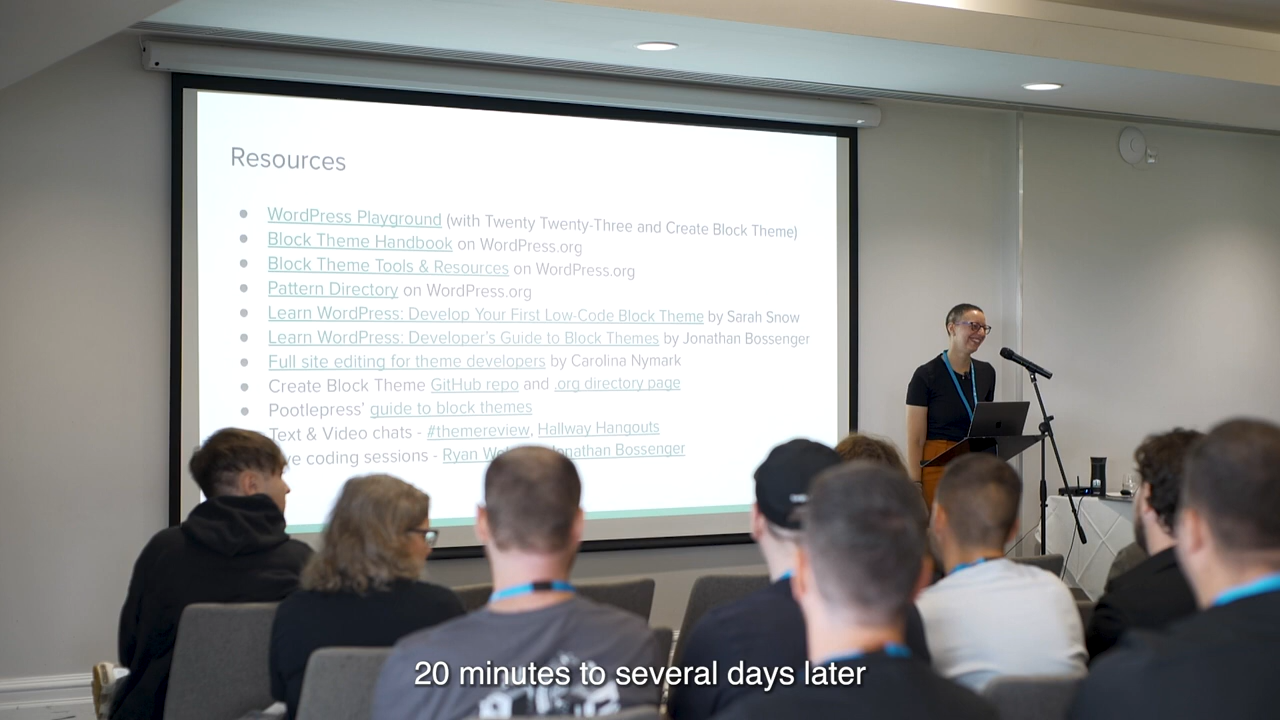 Resources
WordPress Playground (with Twenty Twenty-Three and Create Block Theme)
Block Theme Handbook on WordPress.org
Block Theme Tools & Resources on WordPress.org
Pattern Directory on WordPress.org
Learn WordPress: Develop Your First Low-Code Block Theme by Sarah Snow
Learn WordPress: Developer's Guide to Block Themes by Jonathan Bossenger
Full site editing for theme developers by Carolina Nymark
Create Block Theme GitHub repo and .org directory page
Pootlepress' guide to block themes
Text & Video chats - #themereview, Hallway Hangouts
coding sessions - Ryan Jonathan Bossenger
20 minutes to several days later